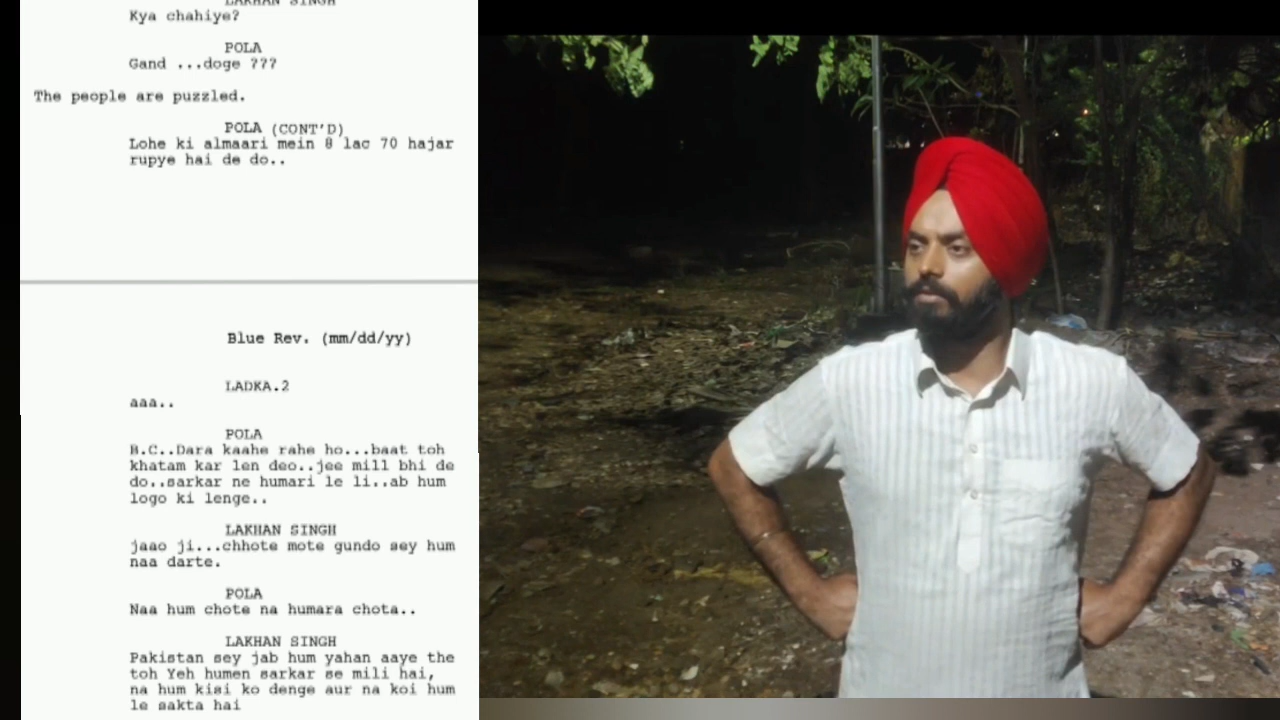 LAKHAN SINGH
Kya chahiye?
POLA
Gand ...doge ???
The people are puzzled.
POLA (CONT'D)
Lohe ki almaari mein 8 lac 70 hajar
rupye hai de do..
Blue Rev. (mm/dd/yy)
LADKA.2
aaa..
POLA
B.C..Dara kaahe rahe ho...baat toh
khatam kar len deo..jee mill bhi de
do..sarkar ne humari le li..ab hum
logo ki lenge..
LAKHAN SINGH
jaao ji...chhote mote gundo sey hum
naa darte.
POLA
Naa hum chote na humara chota..
LAKHAN SINGH
Pakistan sey jab hum yahan aaye the
toh Yeh humen sarkar se mili hai,
na hum kisi ko denge aur na koi hum
le sakta hai